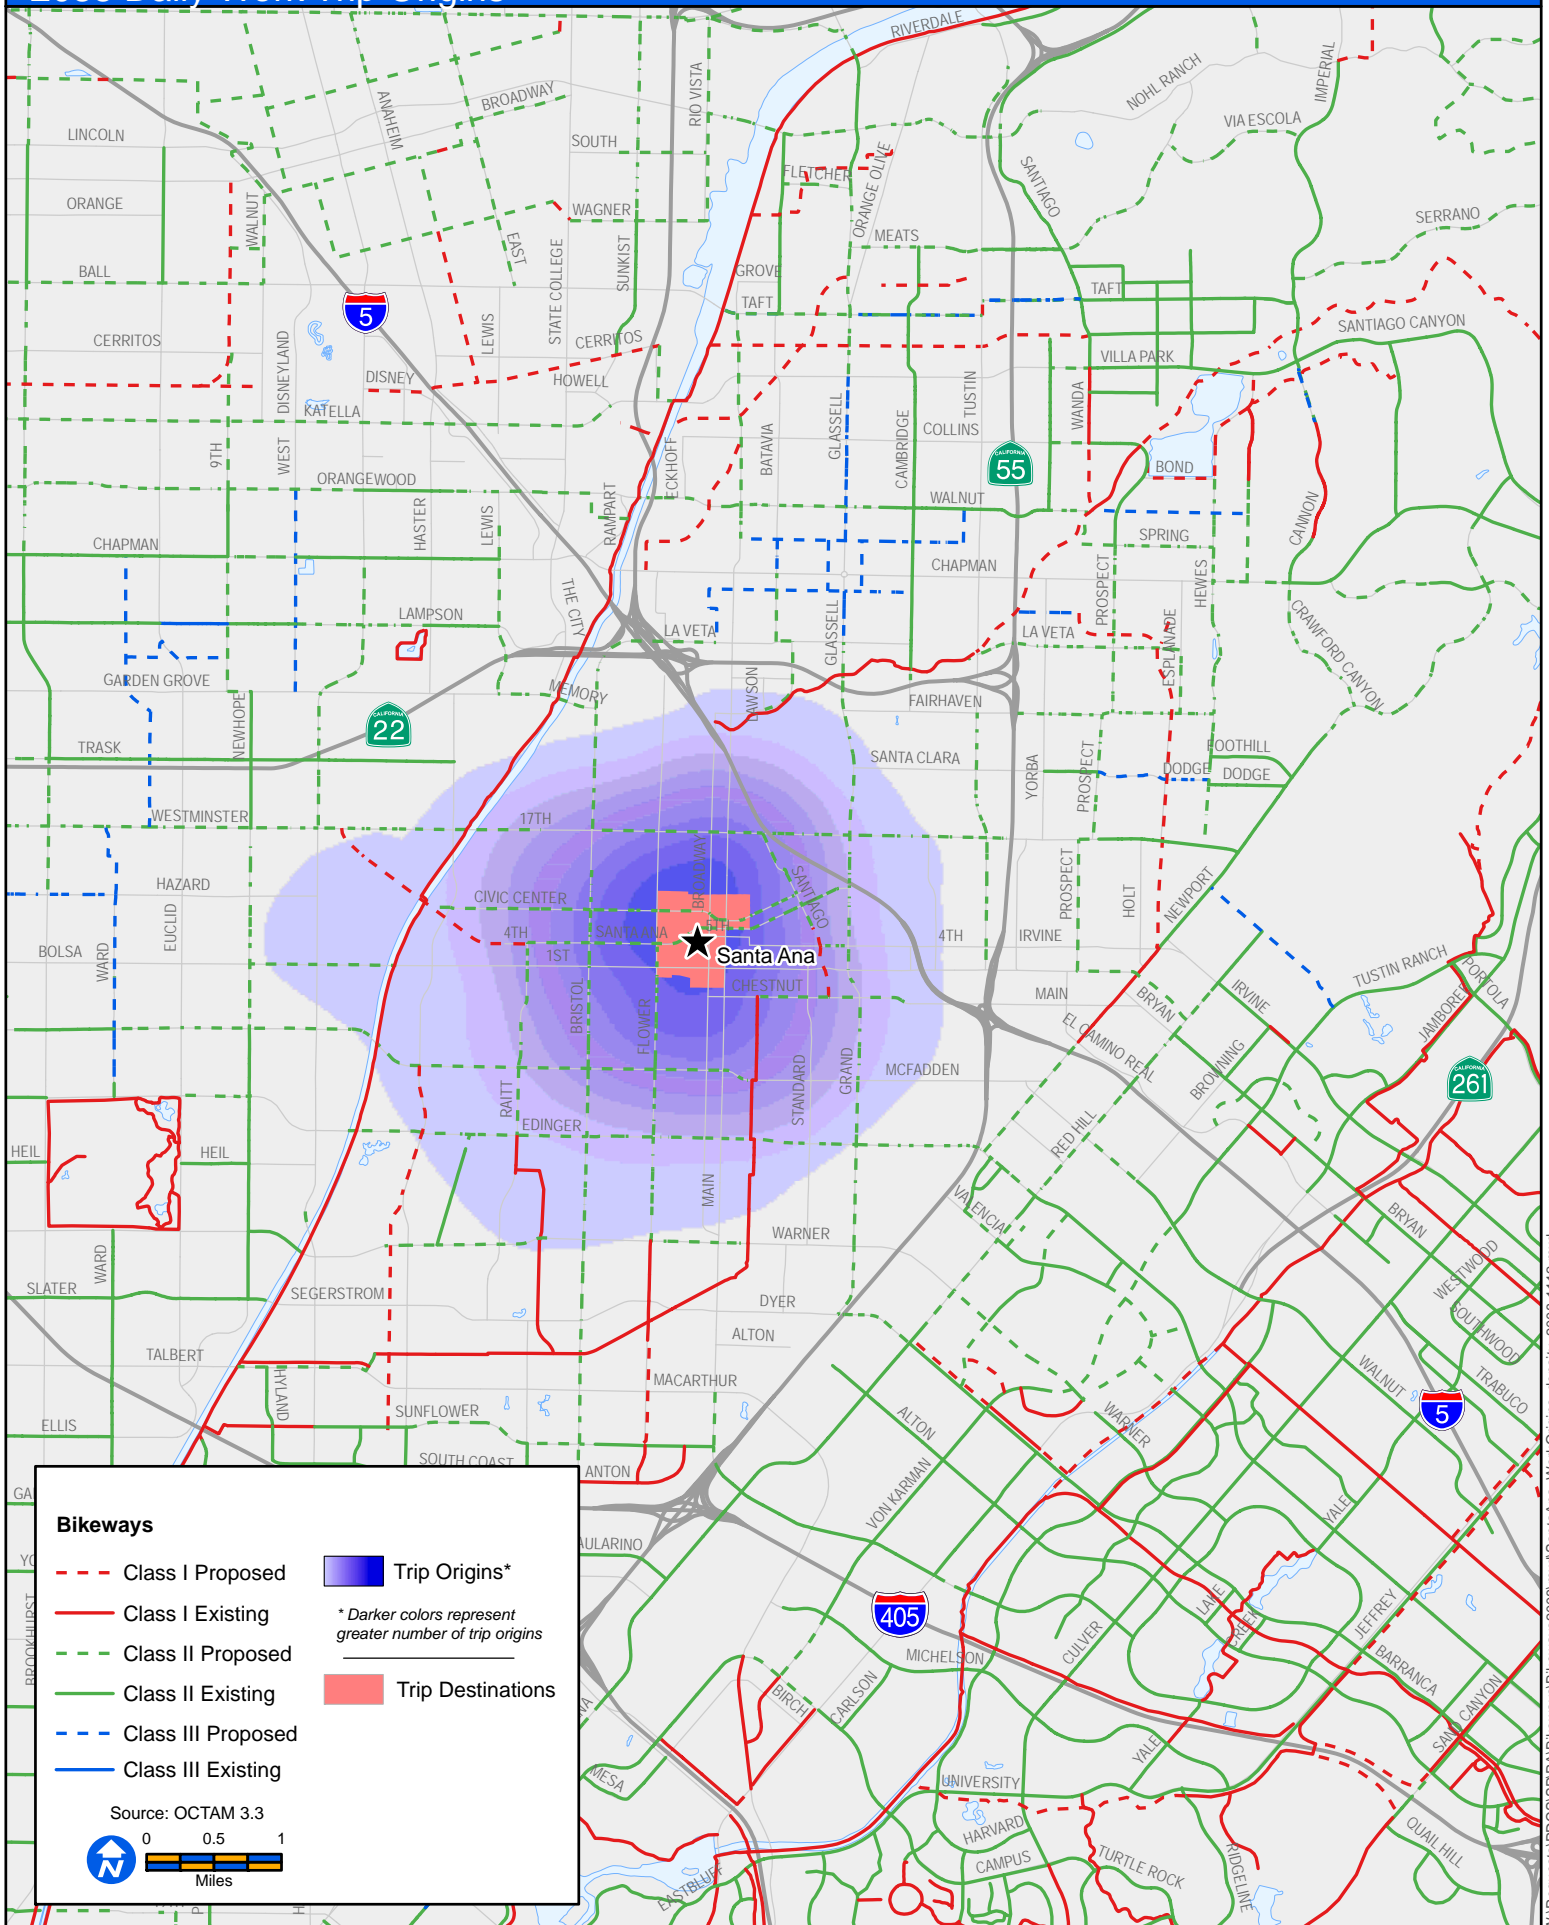 RIVERDALE
IMPERIAL
NOHL RANCH
RIO VISTA
ANAHEIM
BROADWAY
VIA ESCOLA
LINCOLN
SOUTH
FLETCHER
ORANGE OLIVE
SANTIAGO
ORANGE
WALNUT
WAGNER
SERRANO
EAST
STATE COLLEGE
SUNKIST
MEATS
BALL
GROVE
TAFT
TAFT
5
CERRITOS
DISNEYLAND
LEWIS
CERRITOS
SANTIAGO CANYON
VILLA PARK
DISNEY
HOWELL
TUSTIN
WANDA
KATELLA
GLASSELL
CAMBRIDGE
COLLINS
9TH
WEST
ECKHOFF
BATAVIA
CALIFORNIA
55
BOND
ORANGEWOOD
RAMPART
WALNUT
CANNON
HASTER
LEWIS
SPRING
CHAPMAN
CHAPMAN
PROSPECT
HEWES
THE CITY
LAMPSON
LA VETA
GLASSELL
LA VETA
ESPLANADE
CRAWFORD CANYON
GARDEN GROVE
MEMORY
LAWSON
FAIRHAVEN
NEWHOPE
CALIFORNIA
22
TRASK
SANTA CLARA
YORBA
PROSPECT
FOOTHILL
DODGE
DODGE
WESTMINSTER
17TH
BROADWAY
HAZARD
CIVIC CENTER
SANTIAGO
PROSPECT
HOLT
NEWPORT
EUCLID
4TH
SANTA ANA
5TH
4TH
IRVINE
BOLSA
WARD
1ST
Santa Ana
TUSTIN RANCH
PORTOLA
CHESTNUT
MAIN
BRYAN
IRVINE
JAMBOREE
BRISTOL
FLOWER
EL CAMINO REAL
MCFADDEN
BROWNING
CALIFORNIA
261
RAITT
STANDARD
GRAND
EDINGER
RED HILL
HEIL
HEIL
MAIN
VALENCIA
BRYAN
WARNER
WARD
WESTWOOD
SLATER
SEGERSTROM
DYER
SOUTHWOOD
ALTON
TALBERT
HYLAND
MACARTHUR
WALNUT
TRABUCO
5
ELLIS
SUNFLOWER
ALTON
WARNER
SOUTH COAST
ANTON
VON KARMAN
YALE
Bikeways
Class I Proposed
Class I Existing
Class II Proposed
Class II Existing
Class III Proposed
Class III Existing
Trip Origins*
* Darker colors represent
greater number of trip origins
Trip Destinations
Source: OCTAM 3.3
0 0.5 1
Miles
N
BROOKHURST
405
MICHELSON
CULVER
LAKE
CREEK
JEFFREY
BARRANCA
SAND CANYON
BIRCH
CARLSON
YALE
MESA
UNIVERSITY
HARVARD
CAMPUS
TURTLE ROCK
RIDGELINE
QUAIL HILL
EASTBLUFF